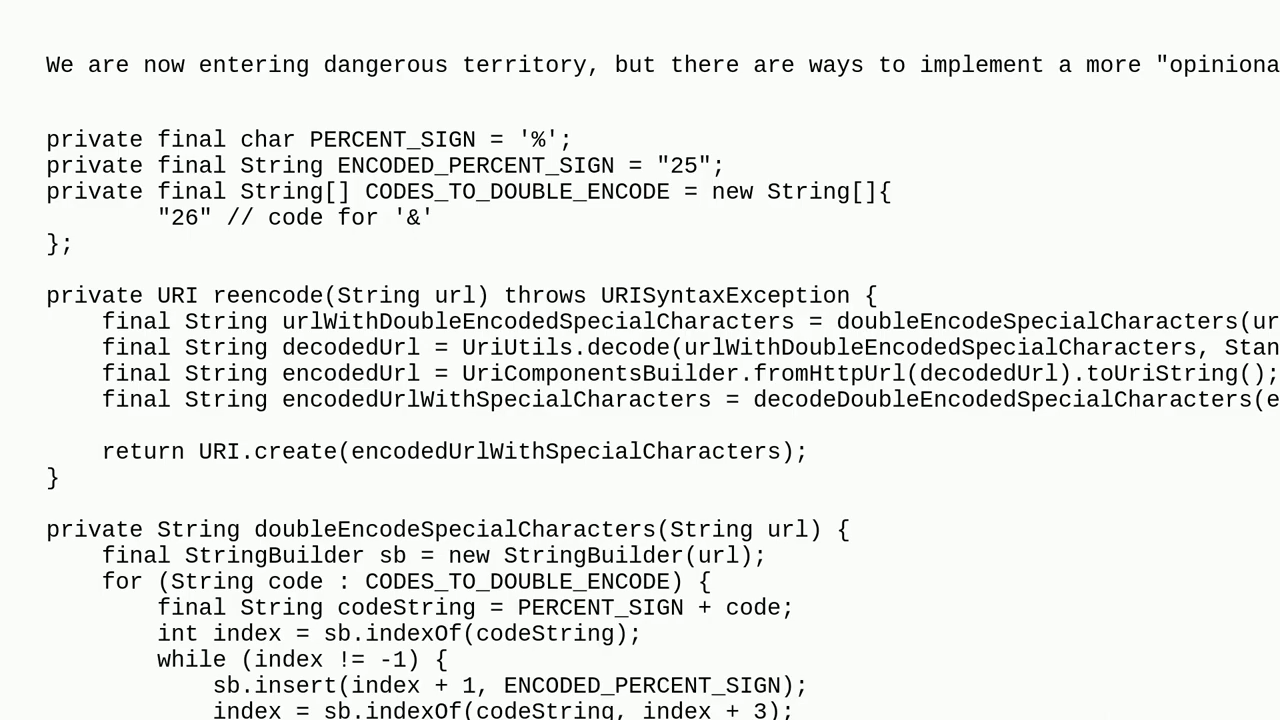 We are now entering dangerous territory, but there are ways to implement a more "opiniona
private final char PERCENT_SIGN = '%';
private final String ENCODED_PERCENT_SIGN = "25";
private final String[] CODES_TO_DOUBLE_ENCODE = new String[]{
        "26" // code for '&'
};
private URI reencode(String url) throws URISyntaxException {
    final String urlWithDoubleEncodedSpecialCharacters = doubleEncodeSpecialCharacters(ur
    final String decodedUrl = UriUtils.decode(urlWithDoubleEncodedSpecialCharacters, Stan
    final String encodedUrl = UriComponentsBuilder.fromHttpUrl(decodedUrl).toUriString();
    final String encodedUrlWithSpecialCharacters = decodeDoubleEncodedSpecialCharacters(e
    return URI.create(encodedUrlWithSpecialCharacters);
}
private String doubleEncodeSpecialCharacters(String url) {
    final StringBuilder sb = new StringBuilder(url);
    for (String code : CODES_TO_DOUBLE_ENCODE) {
        final String codeString = PERCENT_SIGN + code;
        int index = sb.indexOf(codeString);
        while (index != -1) {
            sb.insert(index + 1, ENCODED_PERCENT_SIGN);
            index = sb.indexOf(codeString, index + 3);